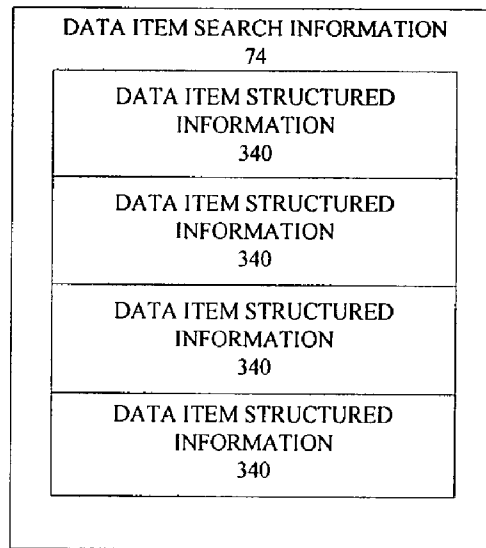 DATA ITEM SEARCH INFORMATION
74
DATA ITEM STRUCTURED
INFORMATION
340
DATA ITEM STRUCTURED
INFORMATION
340
DATA ITEM STRUCTURED
INFORMATION
340
DATA ITEM STRUCTURED
INFORMATION
340